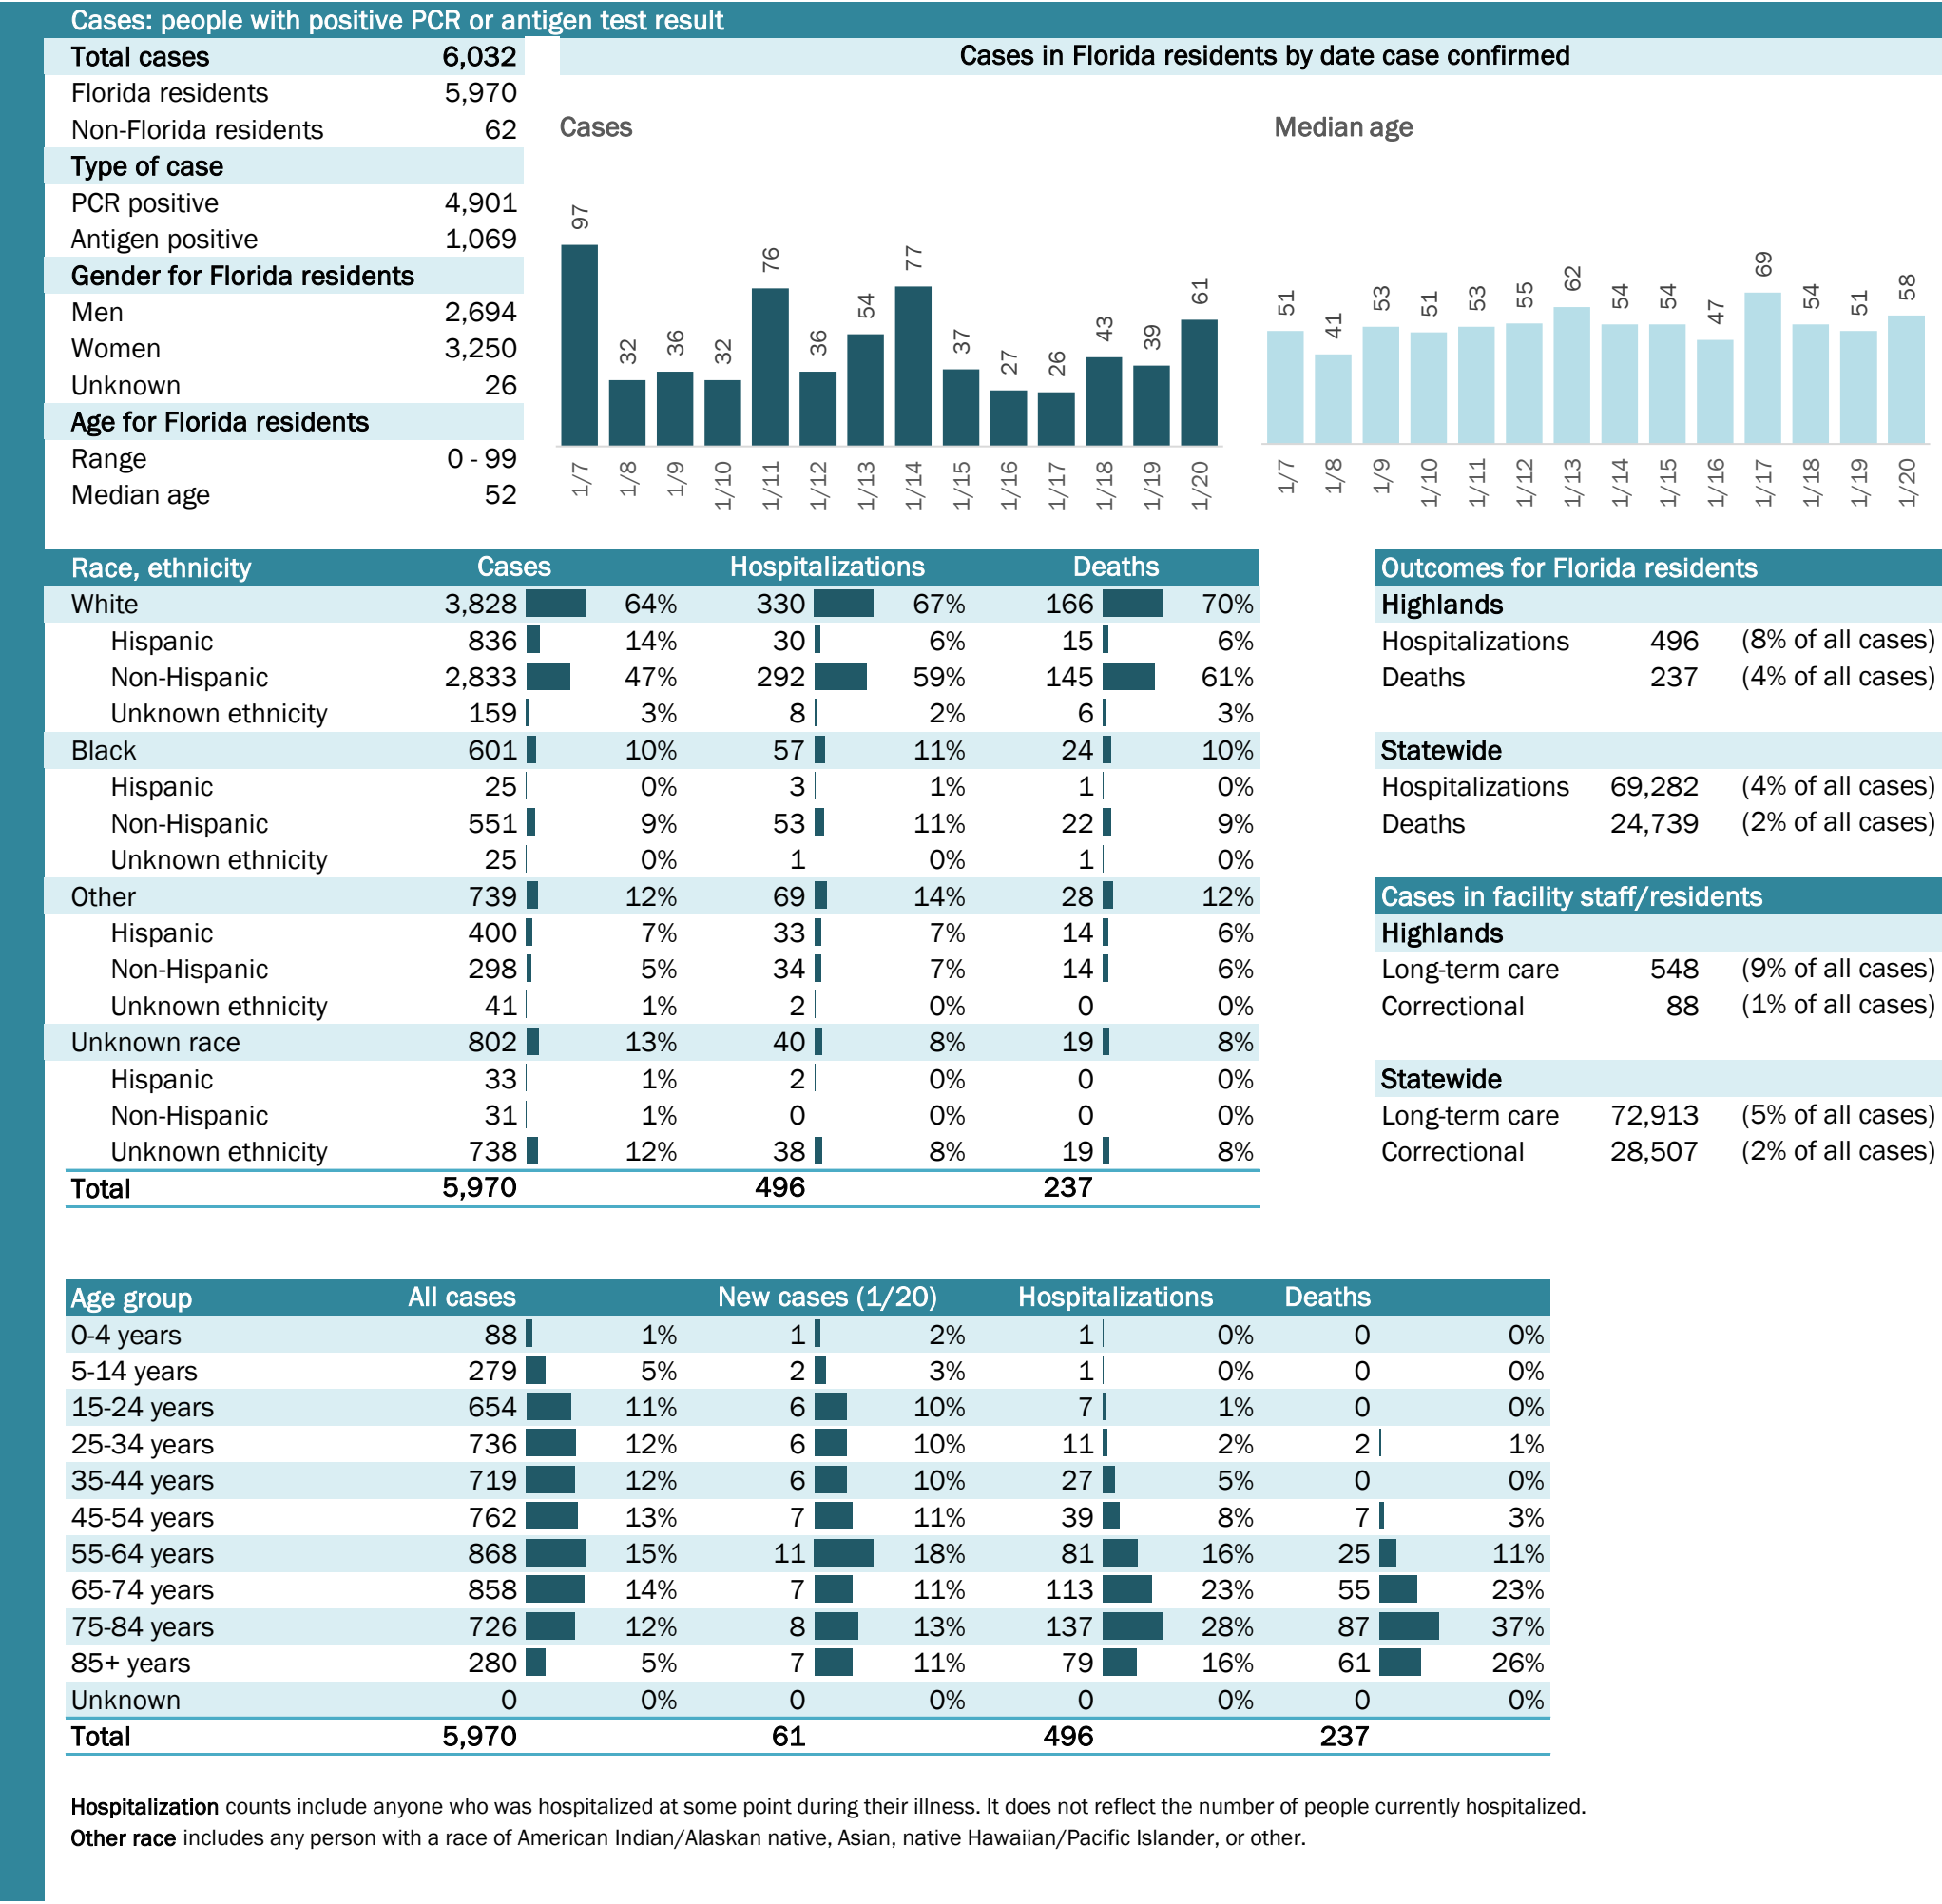 Cases: people with positive PCR or antigen test result
Total cases 6,032
Florida residents 5,970
Non-Florida residents 62
Type of case
PCR positive 4,901
Antigen positive 1,069
Gender for Florida residents
Men 2,694
Women 3,250
Unknown 26
Age for Florida residents
Range 0 - 99
Median age 52
Cases in Florida residents by date case confirmed
Cases
97 32 36 32 76 36 54 77 37 27 26 43 39 61
1/7 1/8 1/9 1/10 1/11 1/12 1/13 1/14 1/15 1/16 1/17 1/18 1/19 1/20
Median age
51 41 53 51 53 55 62 54 54 47 69 54 51 58
1/7 1/8 1/9 1/10 1/11 1/12 1/13 1/14 1/15 1/16 1/17 1/18 1/19 1/20
Race, ethnicity Cases Hospitalizations Deaths
White 3,828 64% 330 67% 166 70%
Hispanic 836 14% 30 6% 15 6%
Non-Hispanic 2,833 47% 292 59% 145 61%
Unknown ethnicity 159 3% 8 2% 6 3%
Black 601 10% 57 11% 24 10%
Hispanic 25 0% 3 1% 1 0%
Non-Hispanic 551 9% 53 11% 22 9%
Unknown ethnicity 25 0% 1 0% 1 0%
Other 739 12% 69 14% 28 12%
Hispanic 400 7% 33 7% 14 6%
Non-Hispanic 298 5% 34 7% 14 6%
Unknown ethnicity 41 1% 2 0% 0 0%
Unknown race 802 13% 40 8% 19 8%
Hispanic 33 1% 2 0% 0 0%
Non-Hispanic 31 1% 0 0% 0 0%
Unknown ethnicity 738 12% 38 8% 19 8%
Total 5,970 496 237
Outcomes for Florida residents
Highlands
Hospitalizations 496 (8% of all cases)
Deaths 237 (4% of all cases)
Statewide
Hospitalizations 69,282 (4% of all cases)
Deaths 24,739 (2% of all cases)
Cases in facility staff/residents
Highlands
Long-term care 548 (9% of all cases)
Correctional 88 (1% of all cases)
Statewide
Long-term care 72,913 (5% of all cases)
Correctional 28,507 (2% of all cases)
Age group All cases New cases (1/20) Hospitalizations Deaths
0-4 years 88 1% 1 2% 1 0% 0 0%
5-14 years 279 5% 2 3% 1 0% 0 0%
15-24 years 654 11% 6 10% 7 1% 0 0%
25-34 years 736 12% 6 10% 11 2% 2 1%
35-44 years 719 12% 6 10% 27 5% 0 0%
45-54 years 762 13% 7 11% 39 8% 7 3%
55-64 years 868 15% 11 18% 81 16% 25 11%
65-74 years 858 14% 7 11% 113 23% 55 23%
75-84 years 726 12% 8 13% 137 28% 87 37%
85+ years 280 5% 7 11% 79 16% 61 26%
Unknown 0 0% 0 0% 0 0% 0 0%
Total 5,970 61 496 237
Hospitalization counts include anyone who was hospitalized at some point during their illness. It does not reflect the number of people currently hospitalized.
Other race includes any person with a race of American Indian/Alaskan native, Asian, native Hawaiian/Pacific Islander, or other.